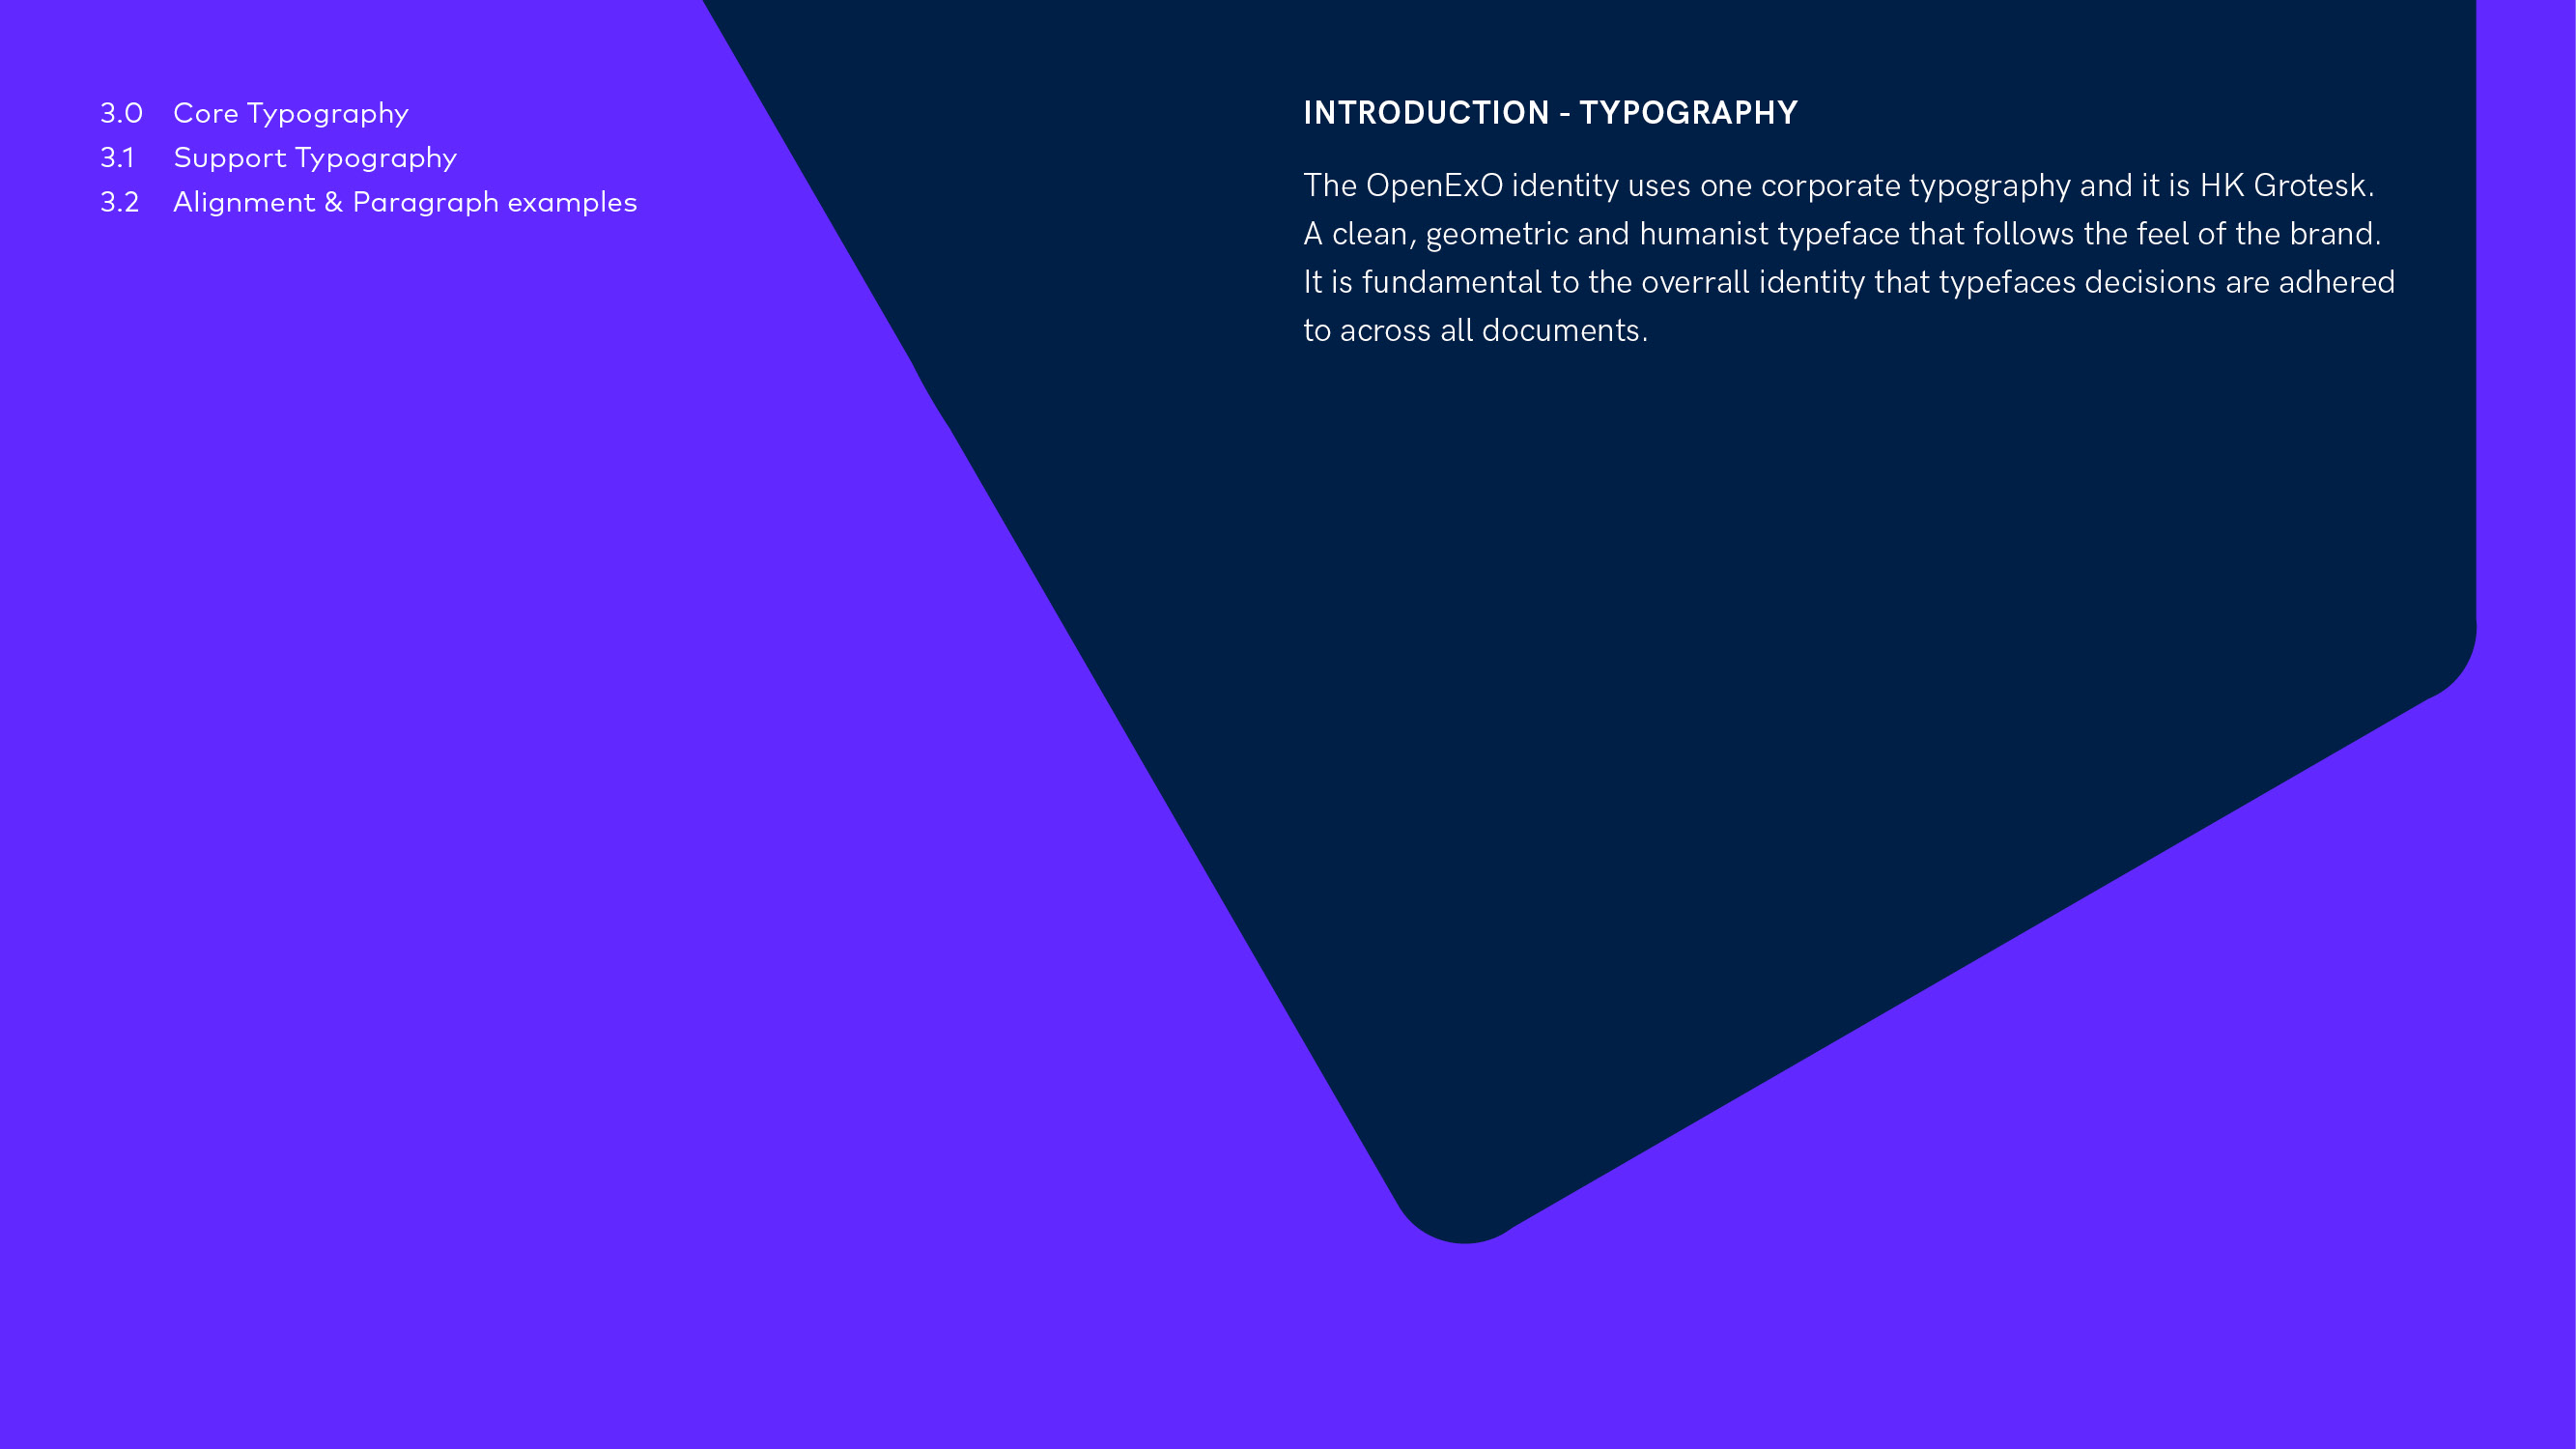 3.0 Core Typography
3.1 Support Typography
3.2 Alignment & Paragraph examples
INTRODUCTION - TYPOGRAPHY
The OpenExO identity uses one corporate typography and it is HK Grotesk.
A clean, geometric and humanist typeface that follows the feel of the brand.
It is fundamental to the overrall identity that typefaces decisions are adhered
to across all documents.